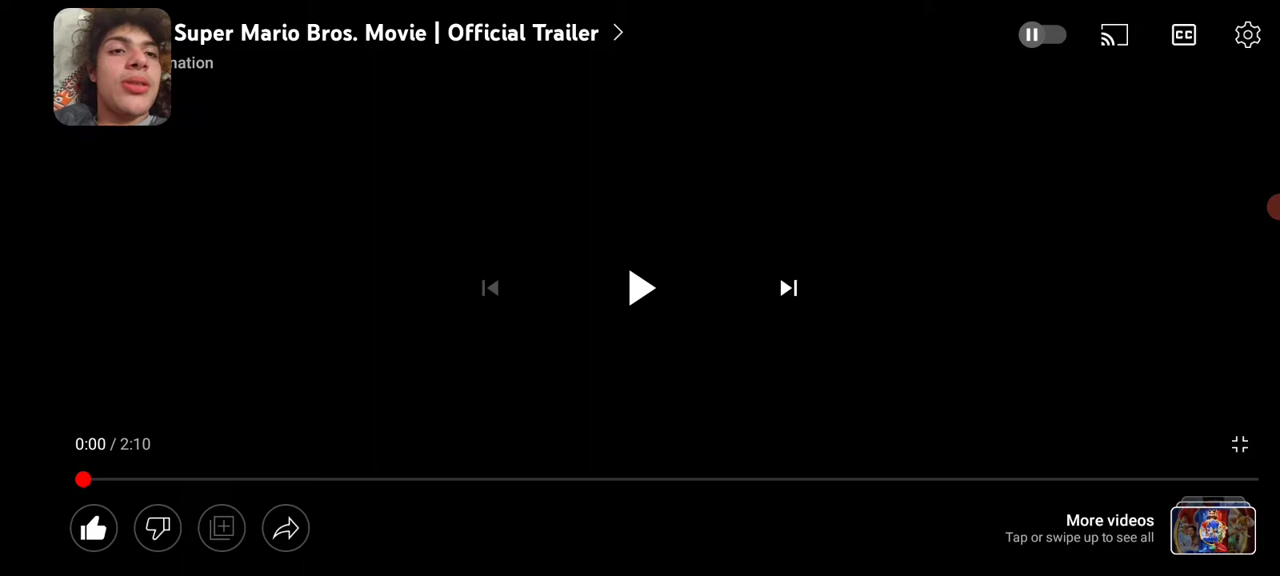 Super Mario Bros. Movie | Official Trailer
nation
CC
0:00 / 2:10
More videos
Tap or swipe up to see all